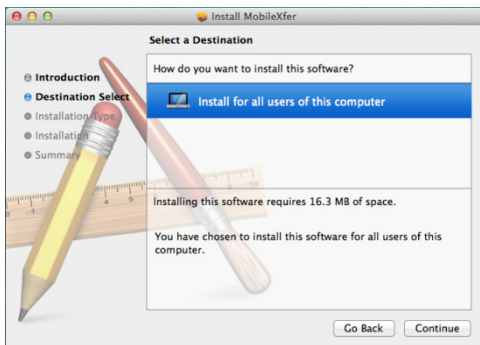 Install MobileXfer
Select a Destination
Introduction
Destination Select
Installation Type
Installation
Summary
How do you want to install this software?
Install for all users of this computer
Installing this software requires 16.3 MB of space.
You have chosen to install this software for all users of this
computer.
Go Back
Continue